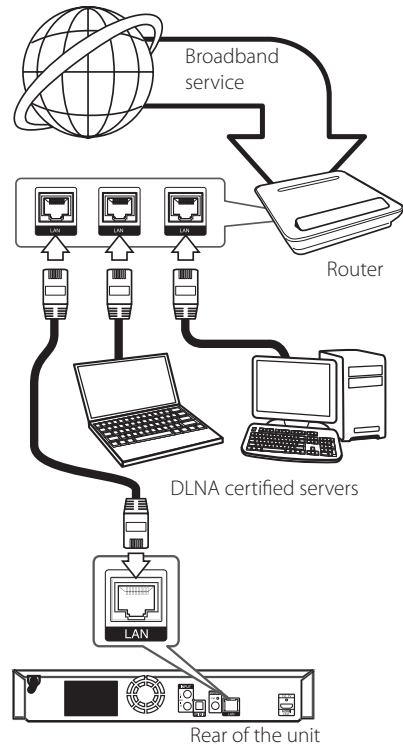 Broadband
service
LAN
LAN
LAN
Router
DLNA certified servers
LAN
Rear of the unit